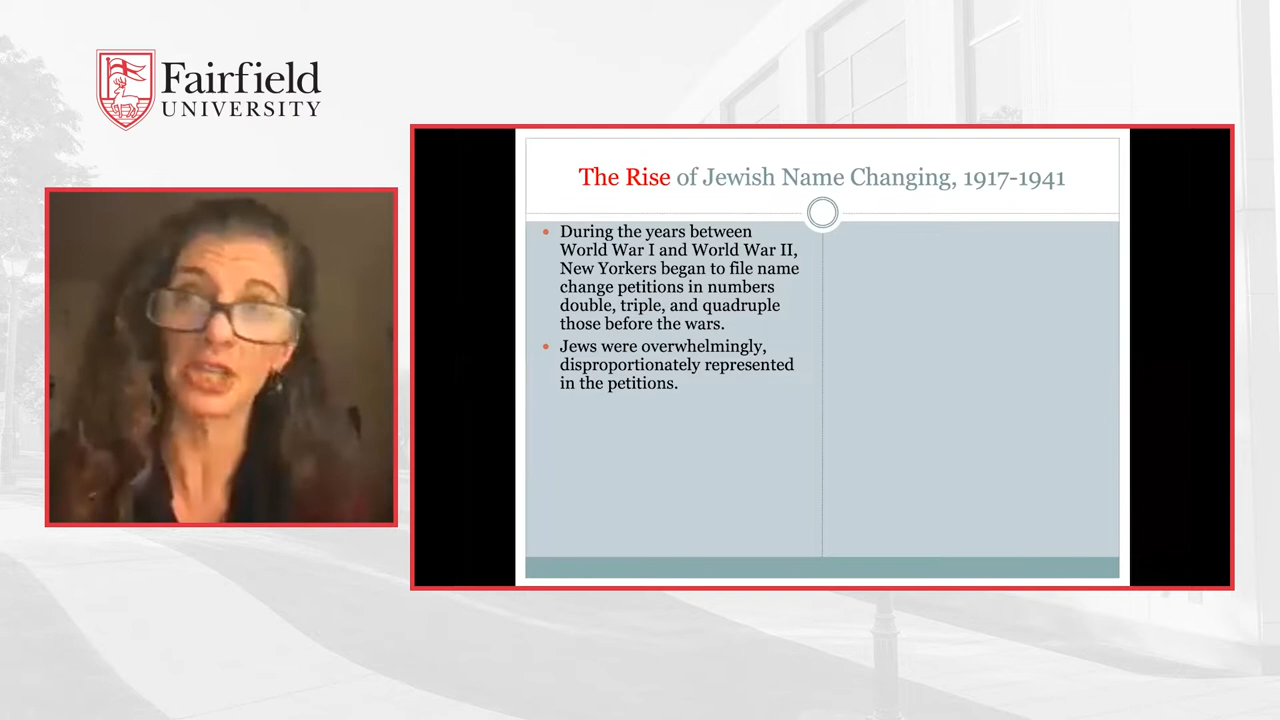 Fairfield
UNIVERSITY
The Rise of Jewish Name Changing, 1917-1941
• During the years between
World War I and World War II,
New Yorkers began to file name
change petitions in numbers
double, triple, and quadruple
those before the wars.
• Jews were overwhelmingly,
disproportionately represented
in the petitions.